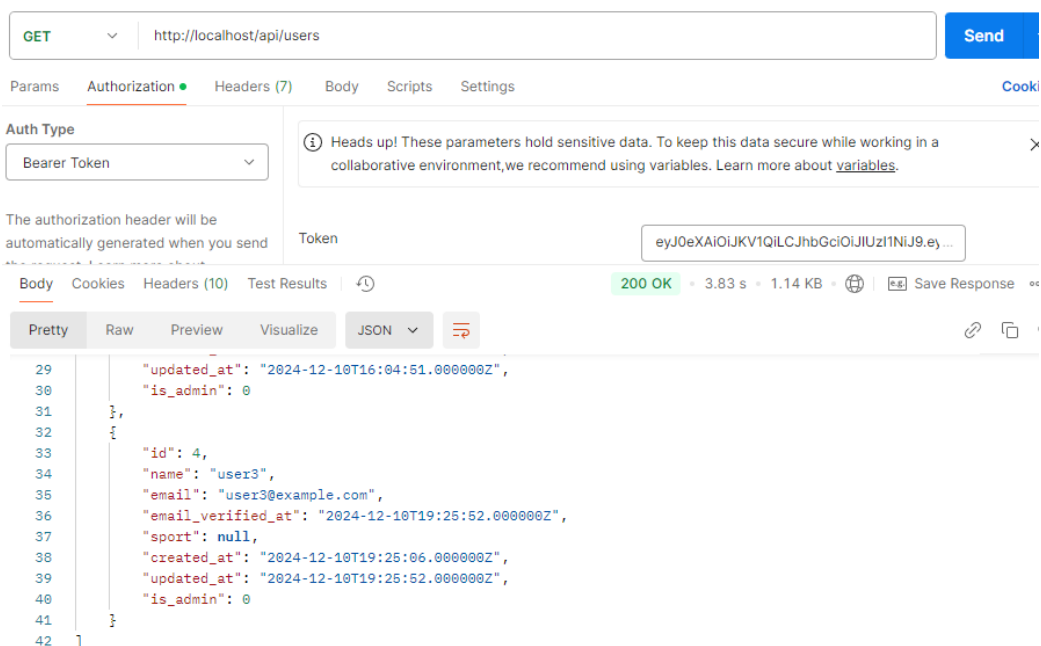 GET http://localhost/api/users Send
Params Authorization Headers (7) Body Scripts Settings Cooki
Auth Type
Bearer Token
Heads up! These parameters hold sensitive data. To keep this data secure while working in a
collaborative environment,we recommend using variables. Learn more about variables.
The authorization header will be
automatically generated when you send
Token eyJ0eXAiOiJKV1QiLCJhbGciOiJIUzI1NiJ9.ey...
Body Cookies Headers (10) Test Results 200 OK 3.83 s 1.14 KB e.g. Save Response
Pretty Raw Preview Visualize JSON
29 "updated_at": "2024-12-10T16:04:51.000000Z",
30 "is_admin": 0
31 },
32 {
33 "id": 4,
34 "name": "user3",
35 "email": "user3@example.com",
36 "email_verified_at": "2024-12-10T19:25:52.000000Z",
37 "sport": null,
38 "created_at": "2024-12-10T19:25:06.000000Z",
39 "updated_at": "2024-12-10T19:25:52.000000Z",
40 "is_admin": 0
41 }
42 ]